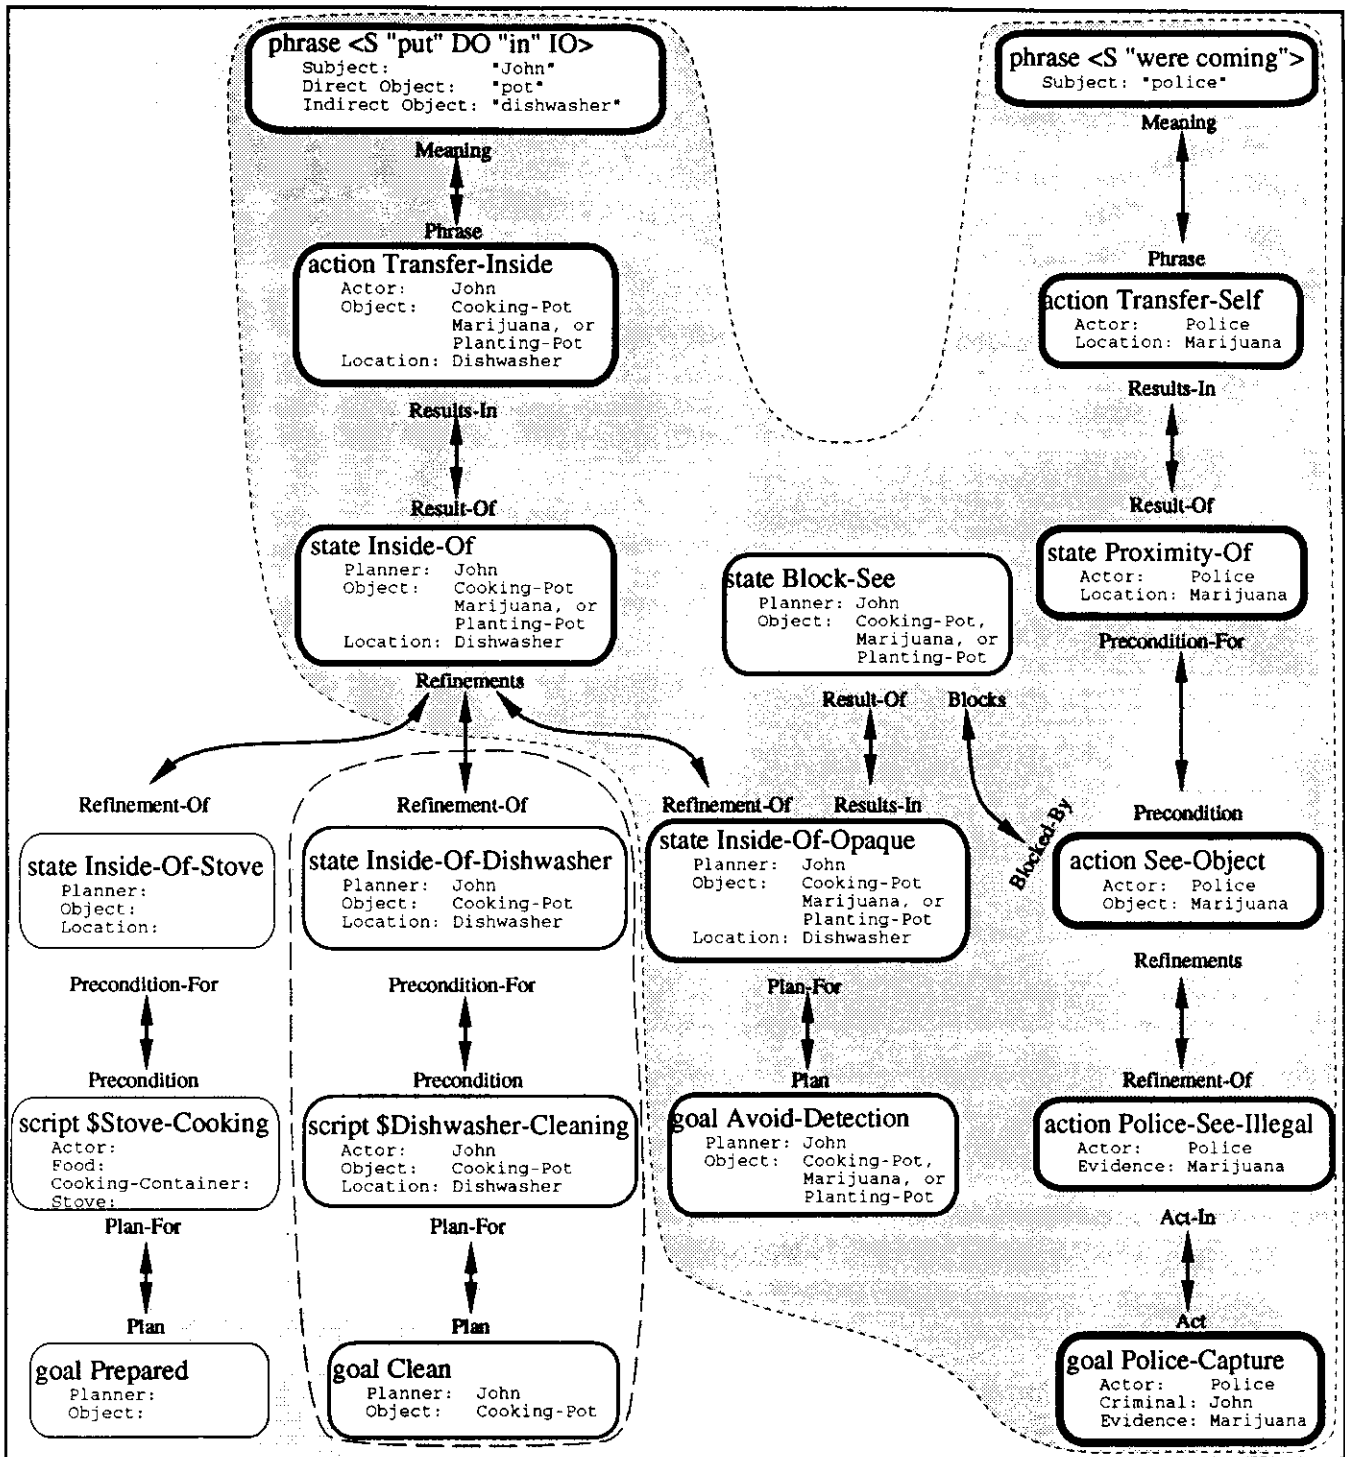 phrase <S "put" DO "in" IO>
Subject: "John"
Direct Object: "pot"
Indirect Object: "dishwasher"
Meaning
Phrase
action Transfer-Inside
Actor: John
Object: Cooking-Pot
Marijuana, or
Planting-Pot
Location: Dishwasher
Results-In
Result-Of
state Inside-Of
Planner: John
Object: Cooking-Pot
Marijuana, or
Planting-Pot
Location: Dishwasher
Refinements
Refinement-Of
state Inside-Of-Stove
Planner:
Object:
Location:
Precondition-For
Precondition
script $Stove-Cooking
Actor:
Food:
Cooking-Container:
Stove:
Plan-For
Plan
goal Prepared
Planner:
Object:
Refinement-Of
state Inside-Of-Dishwasher
Planner: John
Object: Cooking-Pot
Location: Dishwasher
Precondition-For
Precondition
script $Dishwasher-Cleaning
Actor: John
Object: Cooking-Pot
Location: Dishwasher
Plan-For
Plan
goal Clean
Planner: John
Object: Cooking-Pot
state Block-See
Planner: John
Object: Cooking-Pot,
Marijuana, or
Planting-Pot
Result-Of Blocks
Refinement-Of Results-In
Blocked-By
state Inside-Of-Opaque
Planner: John
Object: Cooking-Pot
Marijuana, or
Planting-Pot
Location: Dishwasher
Plan-For
Plan
goal Avoid-Detection
Planner: John
Object: Cooking-Pot,
Marijuana, or
Planting-Pot
phrase <S "were coming">
Subject: "police"
Meaning
Phrase
action Transfer-Self
Actor: Police
Location: Marijuana
Results-In
Result-Of
state Proximity-Of
Actor: Police
Location: Marijuana
Precondition-For
Precondition
action See-Object
Actor: Police
Object: Marijuana
Refinements
Refinement-Of
action Police-See-Illegal
Actor: Police
Evidence: Marijuana
Act-In
Act
goal Police-Capture
Actor: Police
Criminal: John
Evidence: Marijuana